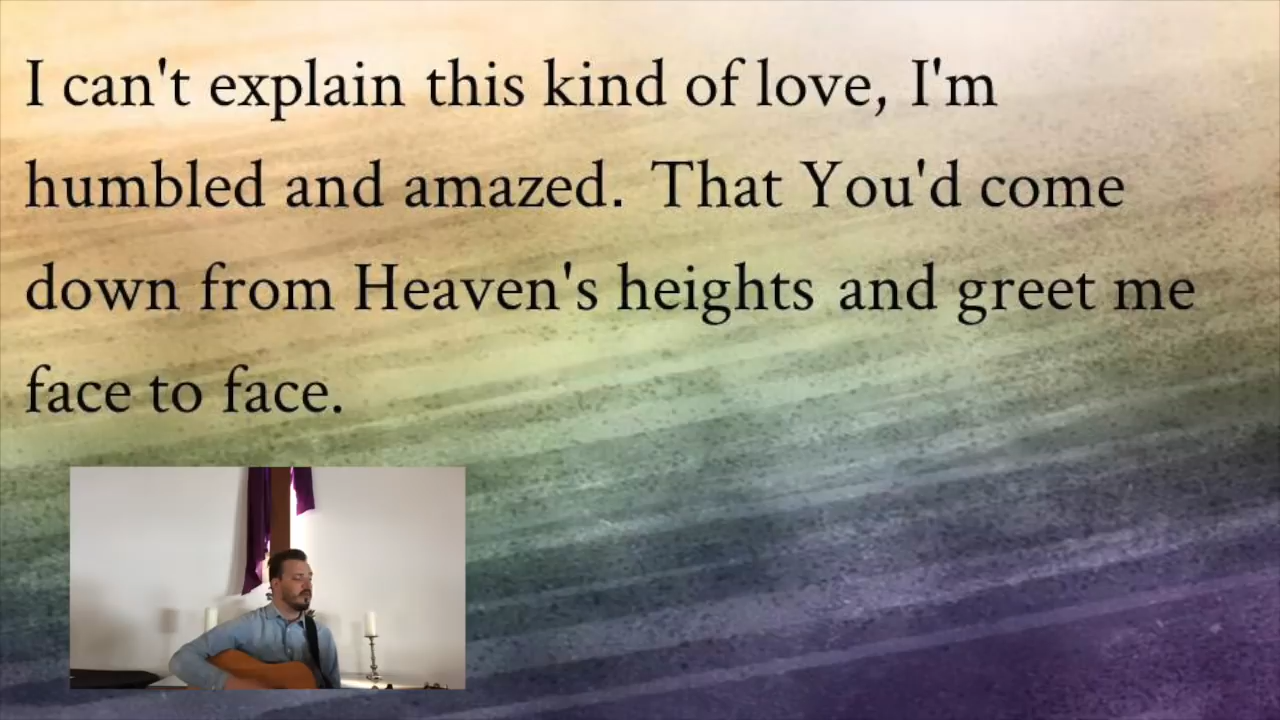 I can't explain this kind of love, I'm
humbled and amazed.  That You'd come
down from Heaven's heights and greet me
face to face.